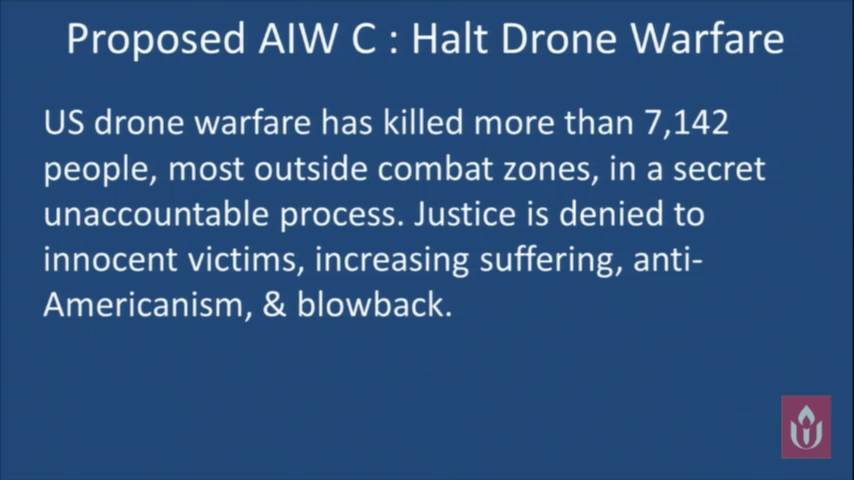 Proposed AIW C : Halt Drone Warfare
US drone warfare has killed more than 7,142
people, most outside combat zones, in a secret
unaccountable process. Justice is denied to
innocent victims, increasing suffering, anti-
Americanism, & blowback.